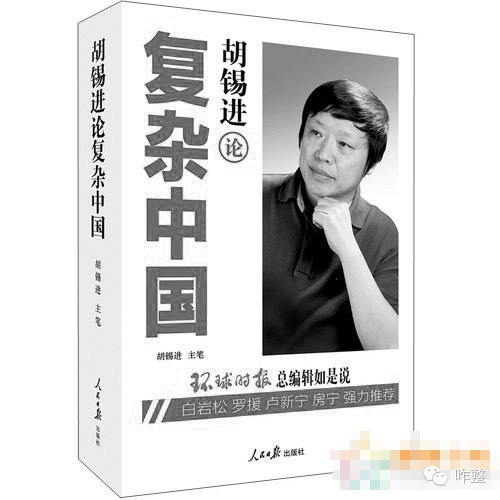 胡锡进论复杂中国
胡锡进 主笔
人民日报出版社
胡锡进
论
复杂中国
胡锡进 主笔
环球时报 总编辑如是说
白岩松 罗援 卢新宁 房宁 强力推荐
人民日报出版社
咋整